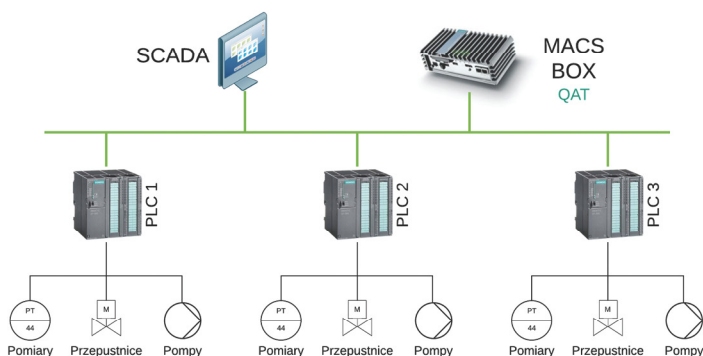 SCADA
MACS
BOX
QAT
PLC 1
PLC 2
PLC 3
PT
44
M
PT
44
M
PT
44
M
Pomiary
Przepustnice
Pompy
Pomiary
Przepustnice
Pompy
Pomiary
Przepustnice
Pompy